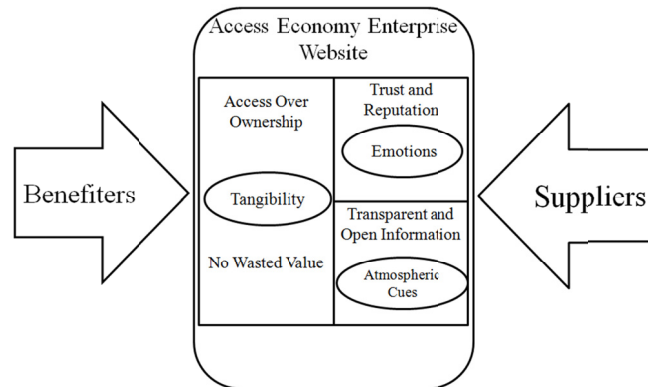 Access Economy Enterprise
Website
Benefiters
Access Over
Ownership
Tangibility
No Wasted Value
Trust and
Reputation
Emotions
Transparent and
Open Information
Atmospheric
Cues
Suppliers